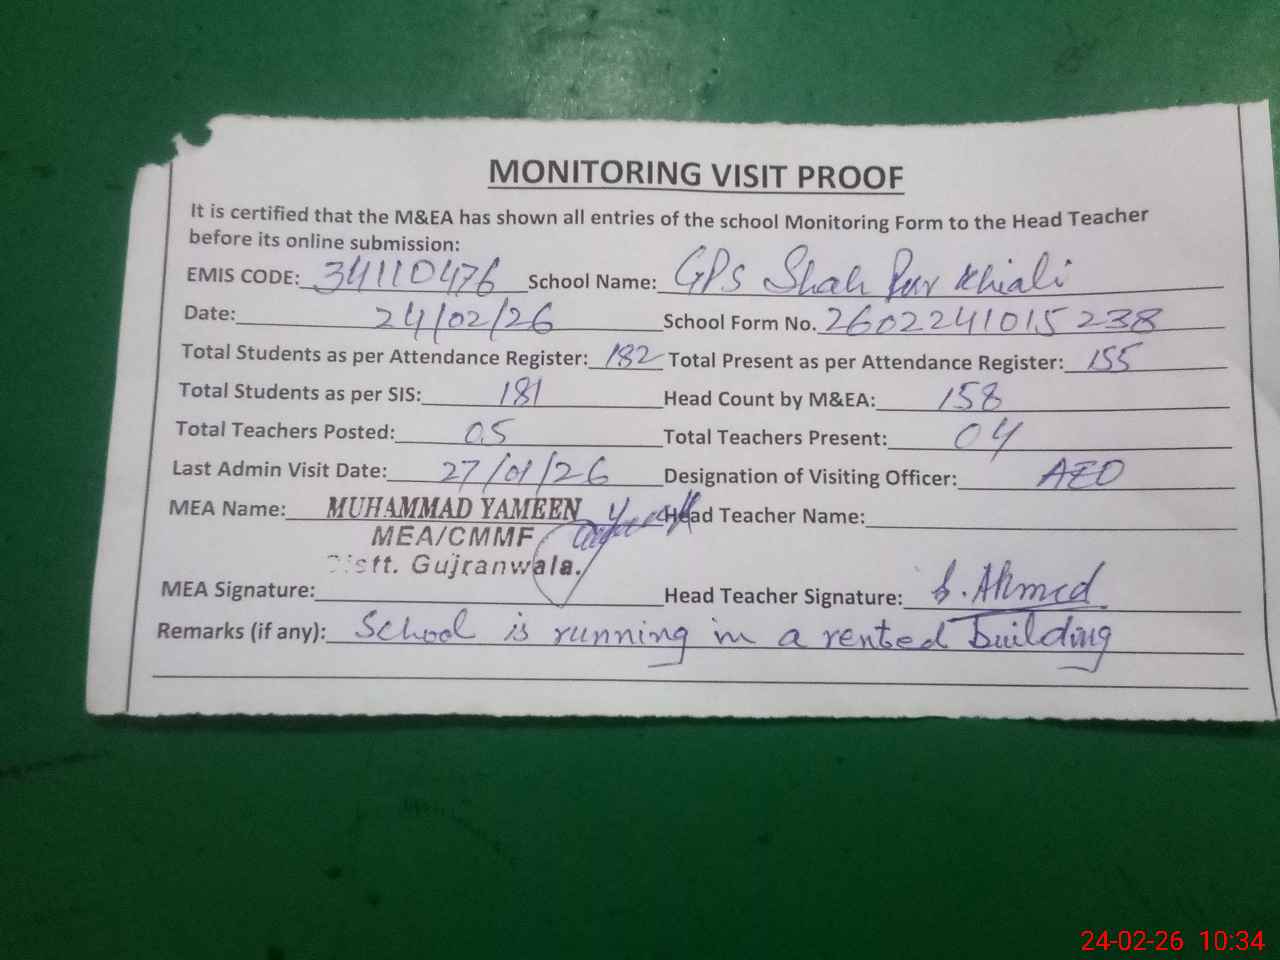 MONITORING VISIT PROOF
It is certified that the M&EA has shown all entries of the school Monitoring Form to the Head Teacher
before its online submission:
EMIS CODE: 34110476 School Name: GPS Shah Pur Khiali
Date: 24/02/26 School Form No. 2602241015238
Total Students as per Attendance Register: 182 Total Present as per Attendance Register: 155
Total Students as per SIS: 181 Head Count by M&EA: 158
Total Teachers Posted: 05 Total Teachers Present: 04
Last Admin Visit Date: 27/01/26 Designation of Visiting Officer: AEO
MEA Name: MUHAMMAD YAMEEN Head Teacher Name:
MEA/CMMF
Distt. Gujranwala.
MEA Signature: Head Teacher Signature: S. Ahmed
Remarks (if any): School is running in a rented building
24-02-26 10:34